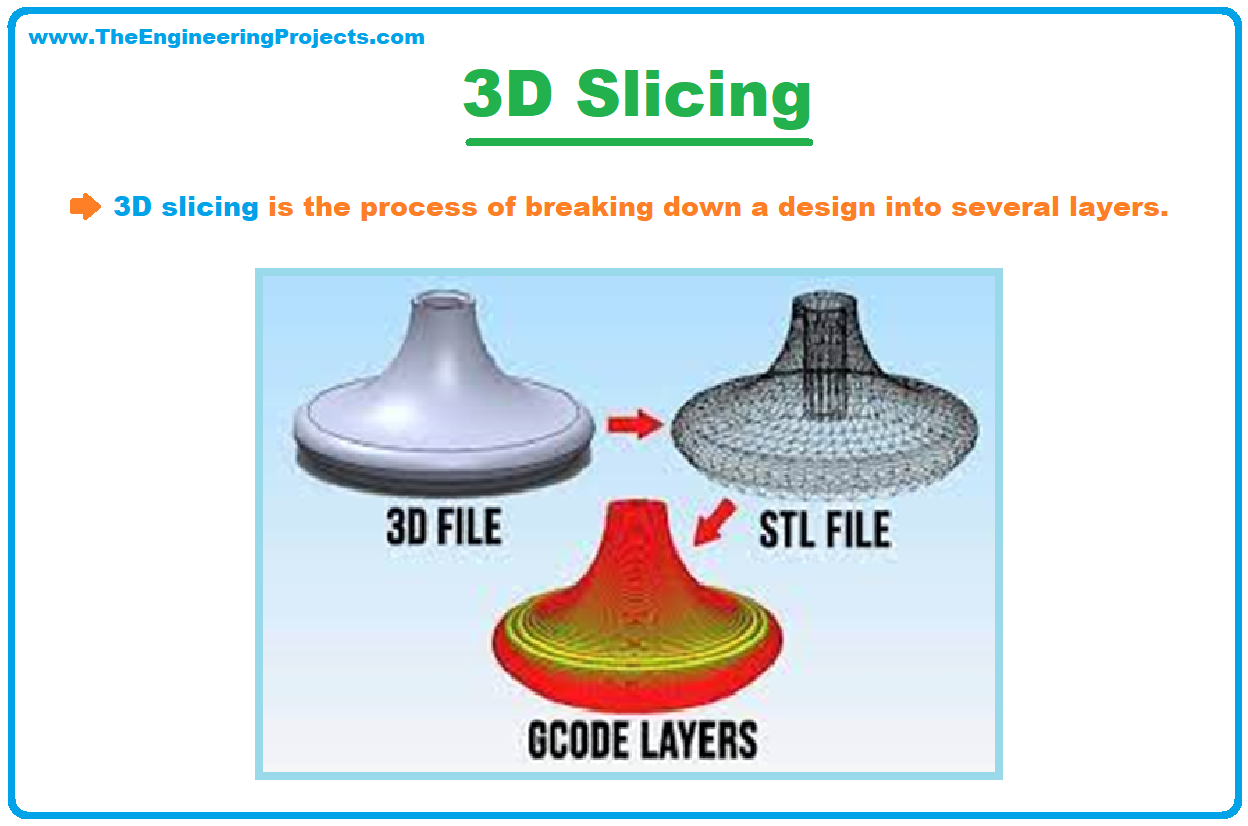 www.TheEngineeringProjects.com
3D Slicing
3D slicing is the process of breaking down a design into several layers.
3D FILE
STL FILE
GCODE LAYERS